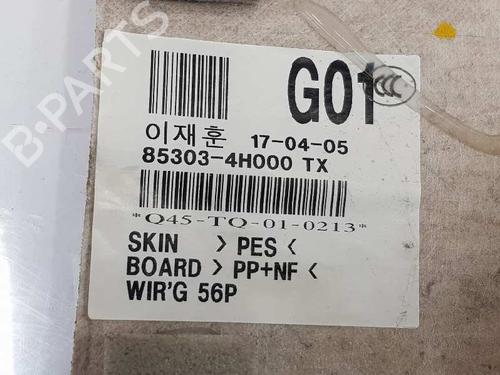 G01
이재훈 17-04-05
85303-4H000 TX
*Q45-TQ-01-0213*
SKIN > PES <
BOARD > PP+NF <
WIR'G 56P
B-PARTS